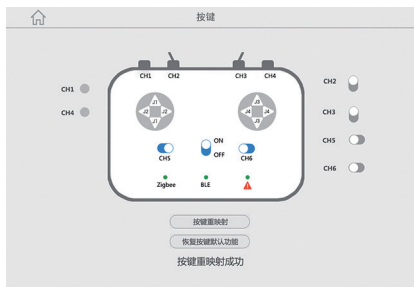 按键
CH1 CH2 CH3 CH4
CH1
CH4
J1
J2 J2
J1
J3
J4 J4
J3
ON
OFF
CH5 CH6
Zigbee BLE
CH2
CH3
CH5
CH6
按键重映射
恢复按键默认功能
按键重映射成功